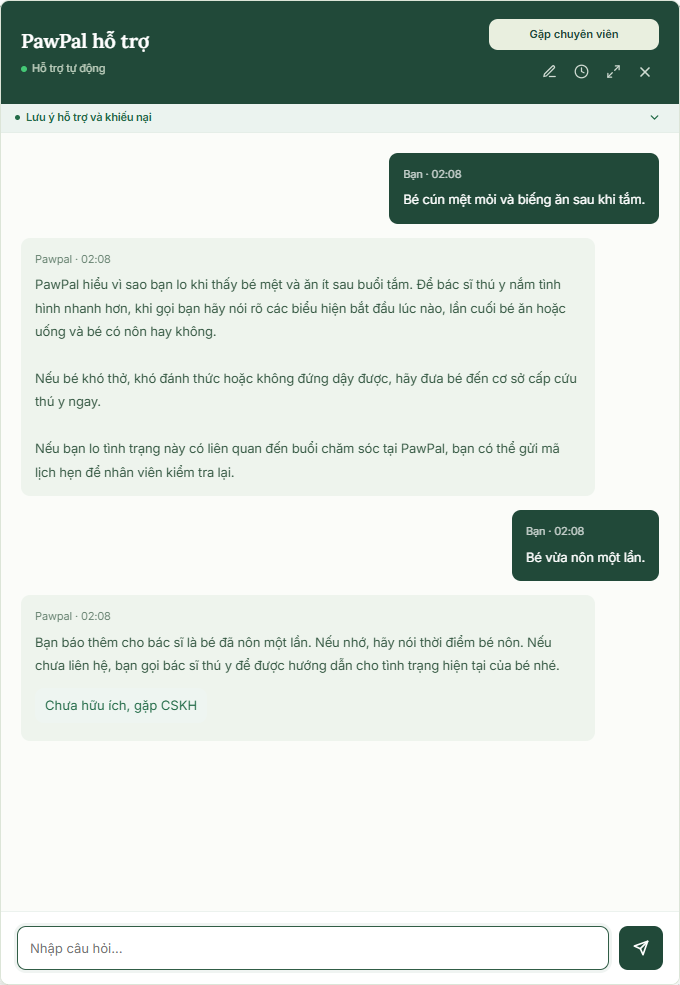 PawPal hỗ trợ
Gặp chuyên viên
Hỗ trợ tự động
Lưu ý hỗ trợ và khiếu nại
Bạn · 02:08
Bé cún mệt mỏi và biếng ăn sau khi tắm.
Pawpal · 02:08
PawPal hiểu vì sao bạn lo khi thấy bé mệt và ăn ít sau buổi tắm. Để bác sĩ thú y nắm tình
hình nhanh hơn, khi gọi bạn hãy nói rõ các biểu hiện bắt đầu lúc nào, lần cuối bé ăn hoặc
uống và bé có nôn hay không.
Nếu bé khó thở, khó đánh thức hoặc không đứng dậy được, hãy đưa bé đến cơ sở cấp cứu
thú y ngay.
Nếu bạn lo tình trạng này có liên quan đến buổi chăm sóc tại PawPal, bạn có thể gửi mã
lịch hẹn để nhân viên kiểm tra lại.
Bạn · 02:08
Bé vừa nôn một lần.
Pawpal · 02:08
Bạn báo thêm cho bác sĩ là bé đã nôn một lần. Nếu nhớ, hãy nói thời điểm bé nôn. Nếu
chưa liên hệ, bạn gọi bác sĩ thú y để được hướng dẫn cho tình trạng hiện tại của bé nhé.
Chưa hữu ích, gặp CSKH
Nhập câu hỏi...